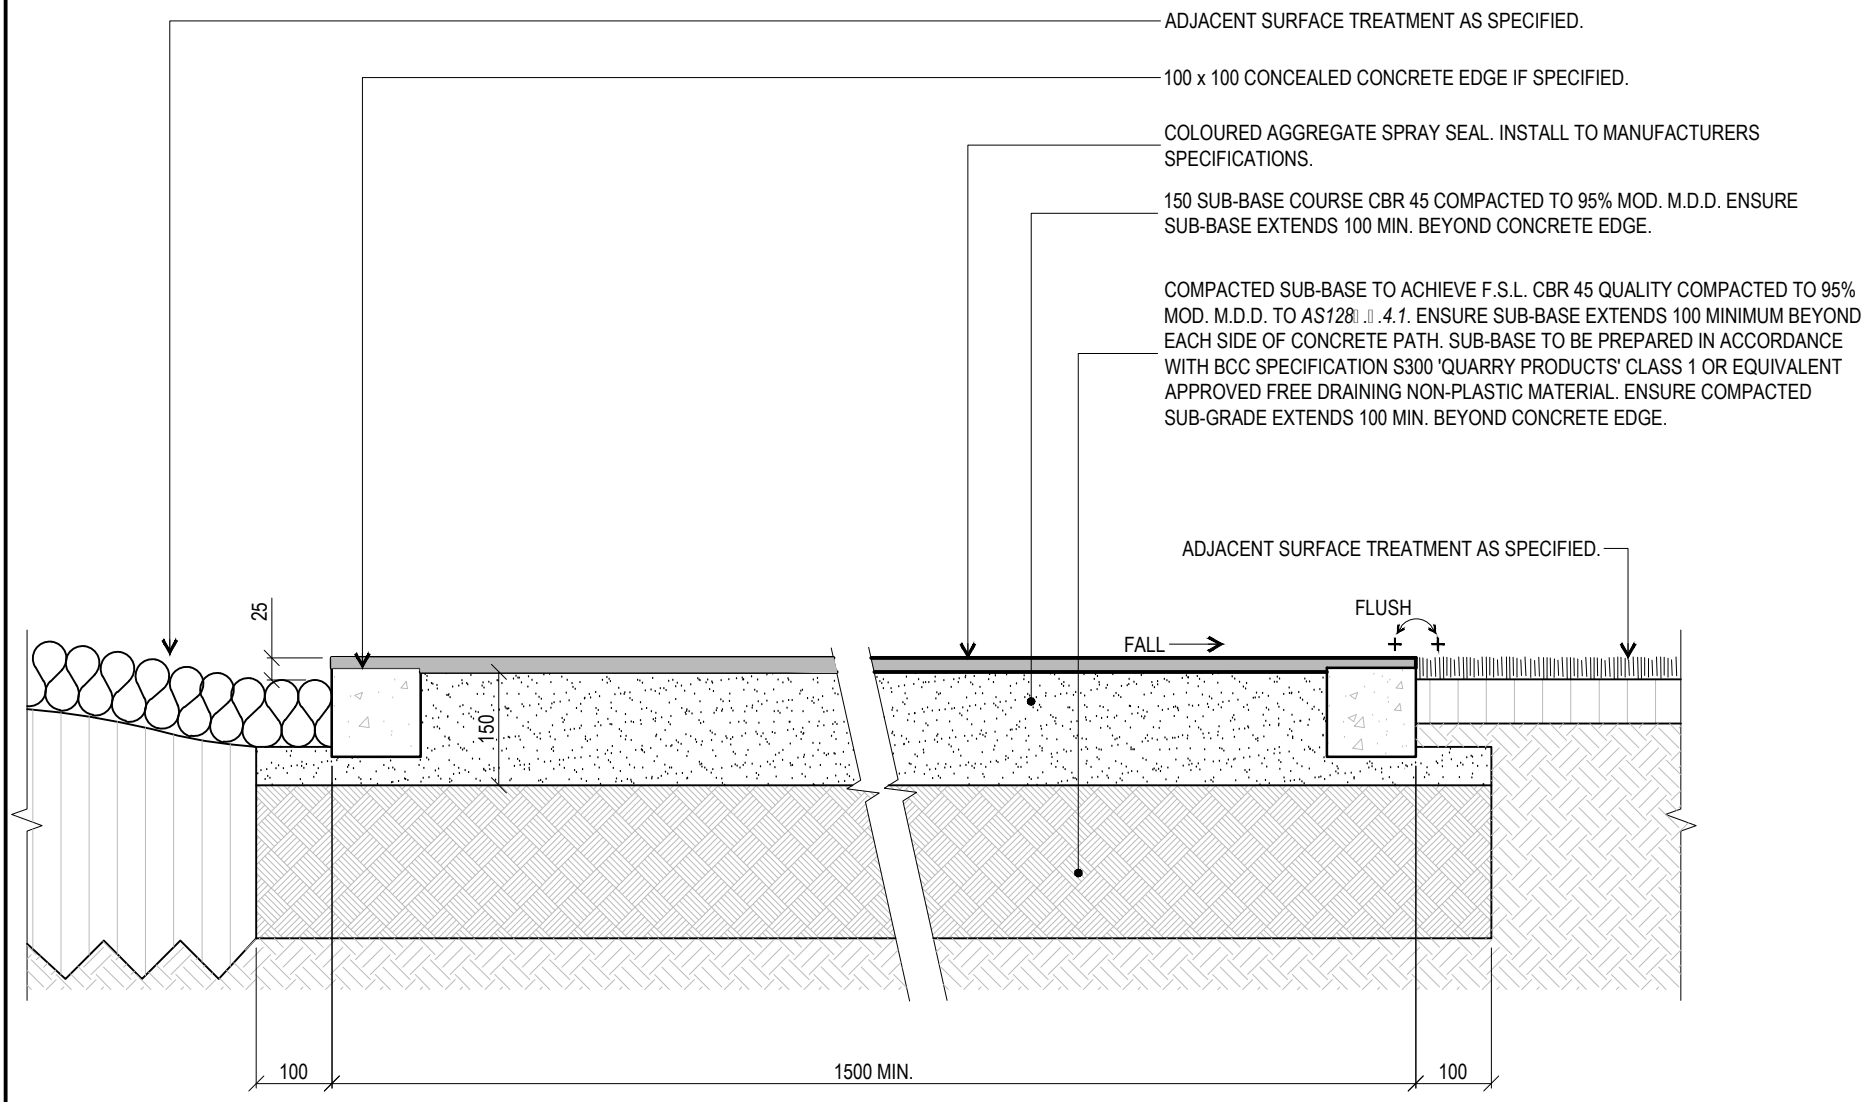 ADJACENT SURFACE TREATMENT AS SPECIFIED.
100 x 100 CONCEALED CONCRETE EDGE IF SPECIFIED.
COLOURED AGGREGATE SPRAY SEAL. INSTALL TO MANUFACTURERS
SPECIFICATIONS.
150 SUB-BASE COURSE CBR 45 COMPACTED TO 95% MOD. M.D.D. ENSURE
SUB-BASE EXTENDS 100 MIN. BEYOND CONCRETE EDGE.
COMPACTED SUB-BASE TO ACHIEVE F.S.L. CBR 45 QUALITY COMPACTED TO 95%
MOD. M.D.D. TO ENSURE SUB-BASE EXTENDS 100 MINIMUM BEYOND
EACH SIDE OF CONCRETE PATH. SUB-BASE TO BE PREPARED IN ACCORDANCE
WITH BCC SPECIFICATION S300 'QUARRY PRODUCTS' CLASS 1 OR EQUIVALENT
APPROVED FREE DRAINING NON-PLASTIC MATERIAL. ENSURE COMPACTED
SUB-GRADE EXTENDS 100 MIN. BEYOND CONCRETE EDGE.
ADJACENT SURFACE TREATMENT AS SPECIFIED.
25
FLUSH
FALL
150
100
1500 MIN.
100